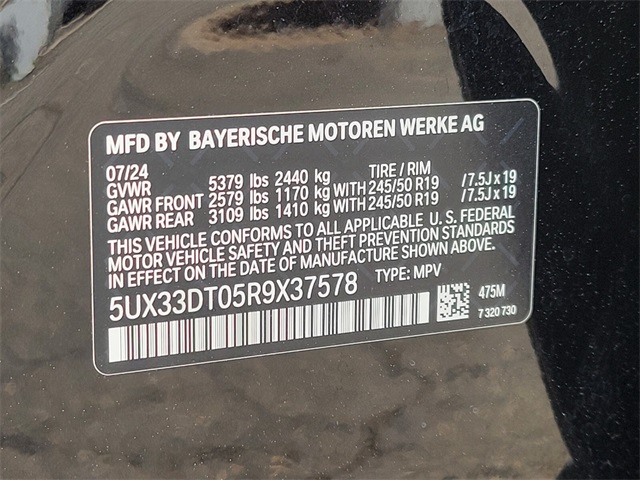 MFD BY BAYERISCHE MOTOREN WERKE AG
07/24 TIRE / RIM
GVWR 5379 lbs 2440 kg
GAWR FRONT 2579 lbs 1170 kg WITH 245/50 R19 /7.5J x 19
GAWR REAR 3109 lbs 1410 kg WITH 245/50 R19 /7.5J x 19
THIS VEHICLE CONFORMS TO ALL APPLICABLE U. S. FEDERAL
MOTOR VEHICLE SAFETY AND THEFT PREVENTION STANDARDS
IN EFFECT ON THE DATE OF MANUFACTURE SHOWN ABOVE.
5UX33DT05R9X37578 TYPE: MPV
475M
7 320 730